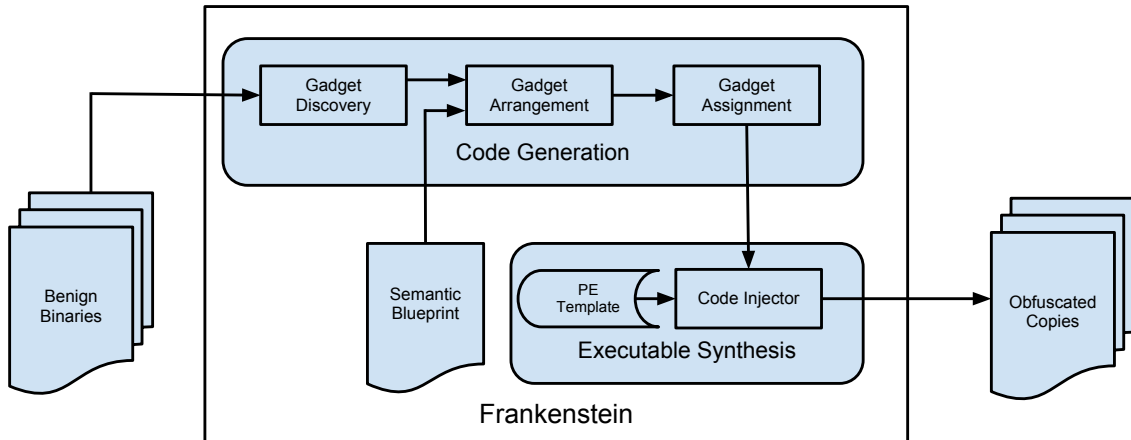 Gadget
Discovery
Gadget
Arrangement
Gadget
Assignment
Code Generation
Benign
Binaries
Semantic
Blueprint
PE
Template
Code Injector
Executable Synthesis
Obfuscated
Copies
Frankenstein